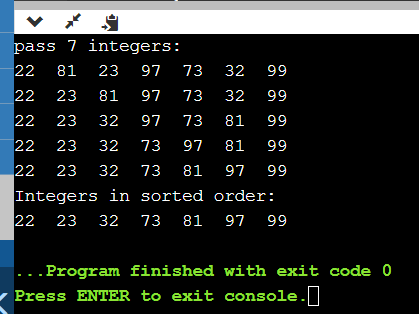 pass 7 integers:
22 81 23 97 73 32 99
22 23 81 97 73 32 99
22 23 32 97 73 81 99
22 23 32 73 97 81 99
22 23 32 73 81 97 99
Integers in sorted order:
22 23 32 73 81 97 99
...Program finished with exit code 0
Press ENTER to exit console.